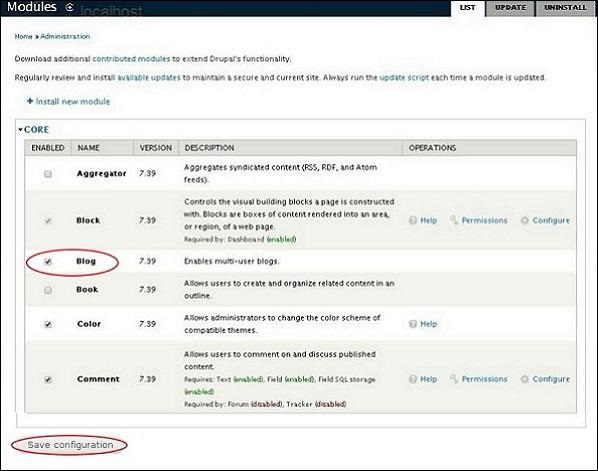 Modules
localhost
LIST UPDATE UNINSTALL
Home » Administration
Download additional contributed modules to extend Drupal's functionality.
Regularly review and install available updates to maintain a secure and current site. Always run the update script each time a module is updated.
+ Install new module
CORE
ENABLED NAME VERSION DESCRIPTION OPERATIONS
Aggregator 7.39 Aggregates syndicated content (RSS, RDF, and Atom
feeds).
Controls the visual building blocks a page is constructed
Block 7.39 with. Blocks are boxes of content rendered into an area, Help Permissions Configure
or region, of a web page.
Required by: Dashboard (enabled)
Blog 7.39 Enables multi-user blogs.
Book 7.39 Allows users to create and organize related content in an
outline.
Color 7.39 Allows administrators to change the color scheme of Help
compatible themes.
Allows users to comment on and discuss published
content.
Comment 7.39 Requires: Text (enabled), Field (enabled), Field SQL storage Help Permissions Configure
(enabled)
Required by: Forum (disabled), Tracker (disabled)
Save configuration